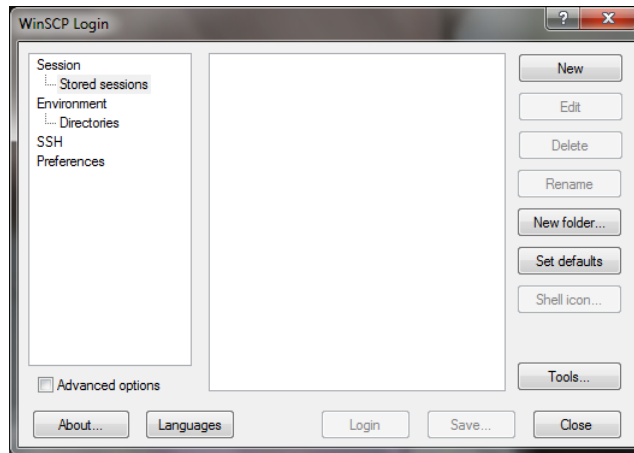 WinSCP Login
?
Session
Stored sessions
Environment
Directories
SSH
Preferences
Advanced options
New
Edit
Delete
Rename
New folder...
Set defaults
Shell icon...
Tools...
About...
Languages
Login
Save...
Close